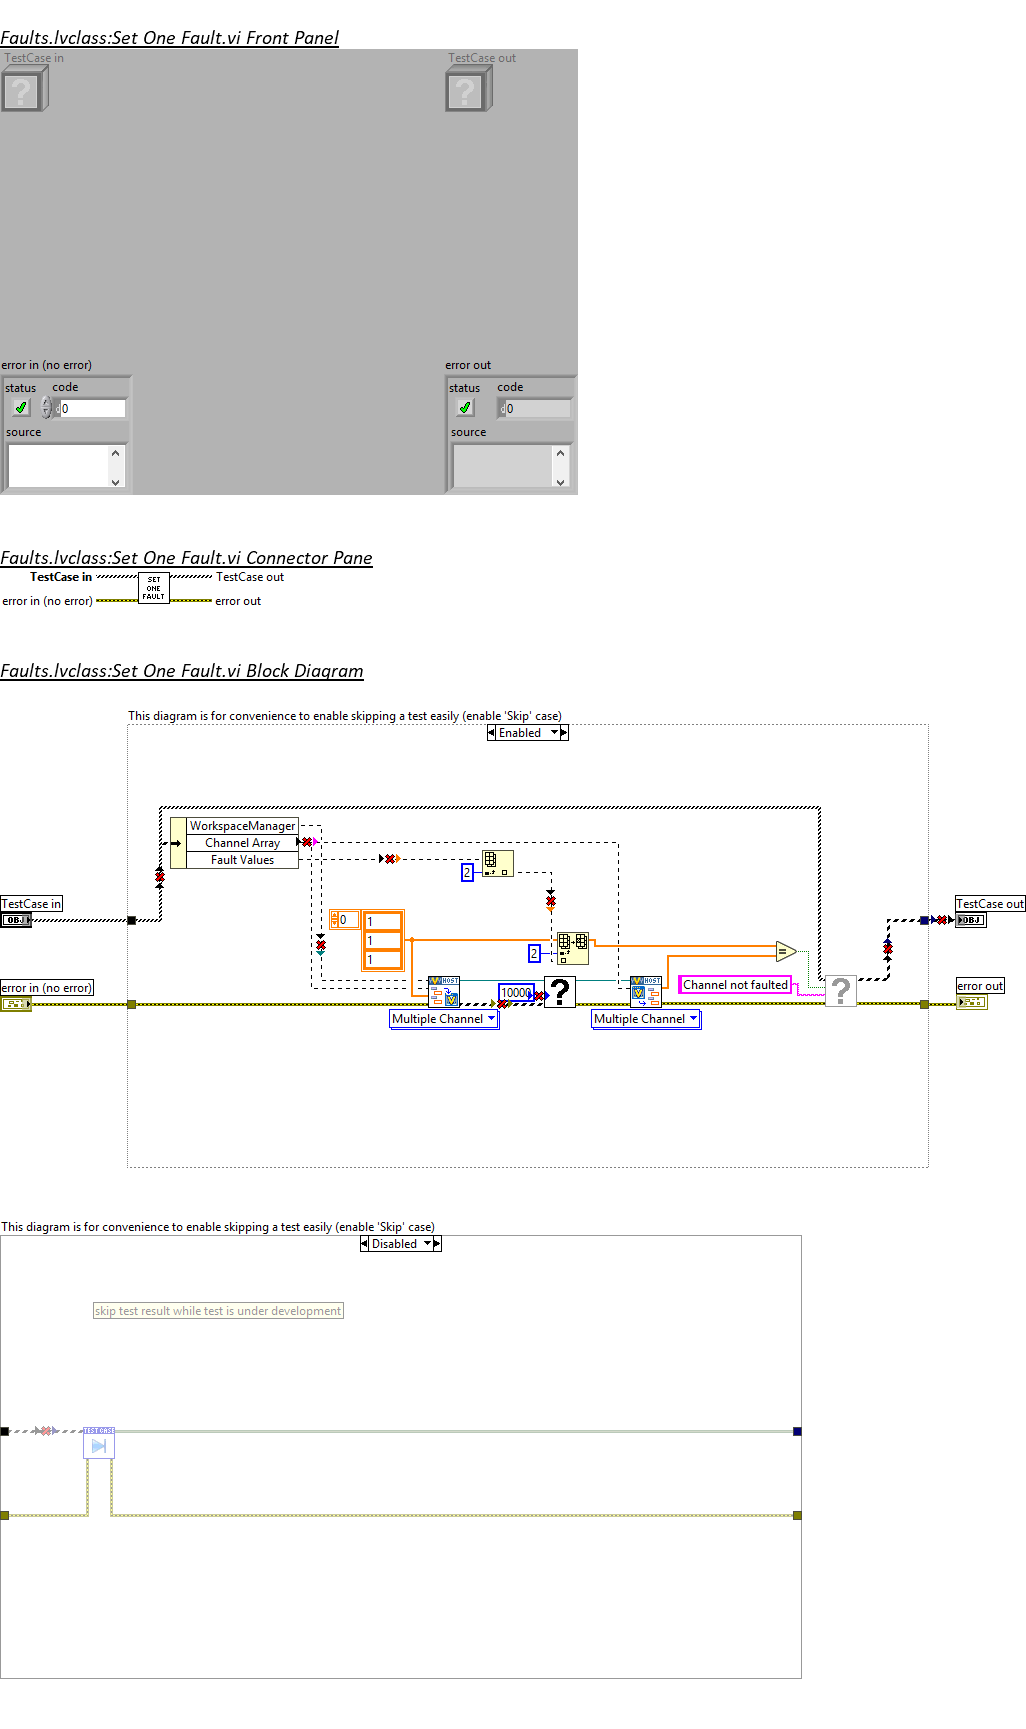 Faults.lvclass:Set One Fault.vi Front Panel
TestCase in
TestCase out
?
?
error in (no error)
error out
status code
status code
0
d0
source
source
Faults.lvclass:Set One Fault.vi Connector Pane
TestCase in
SET ONE FAULT
TestCase out
error in (no error)
error out
Faults.lvclass:Set One Fault.vi Block Diagram
This diagram is for convenience to enable skipping a test easily (enable 'Skip' case)
Enabled
WorkspaceManager
Channel Array
Fault Values
2
TestCase in
TestCase out
OBJ
OBJ
0
1
1
1
2
=
error in (no error)
error out
HOST
10000
?
HOST
Channel not faulted
?
Multiple Channel
Multiple Channel
This diagram is for convenience to enable skipping a test easily (enable 'Skip' case)
Disabled
skip test result while test is under development
TEST CASE